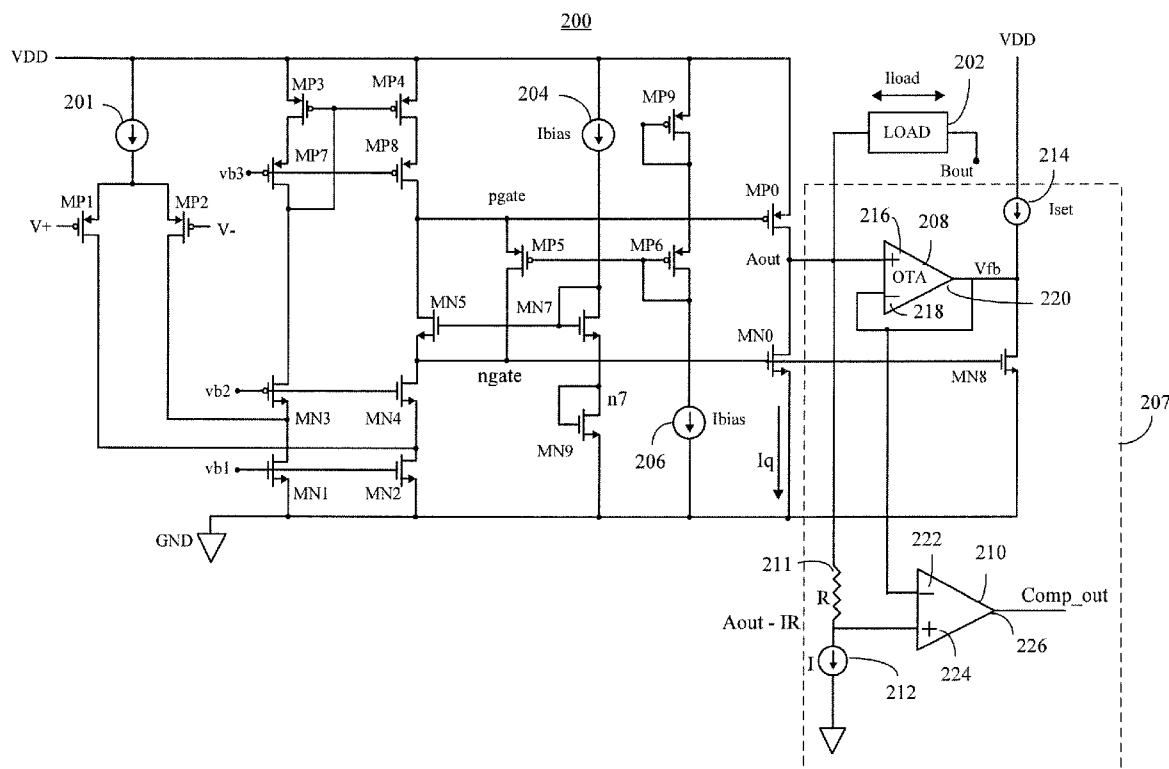 200
VDD
VDD
Iload
202
MP3
MP4
204
MP9
201
Ibias
LOAD
214
MP7
MP8
Bout
vb3
MP0
Iset
MP1
MP2
pgate
216
208
V+
V-
MP5
MP6
Aout
+
OTA
Vfb
−
218
220
MN5
MN7
MN0
ngate
vb2
n7
MN8
MN3
MN4
Ibias
207
MN9
206
vb1
Iq
MN1
MN2
GND
222
210
211
−
R
Comp_out
Aout - IR
+
226
I
224
212